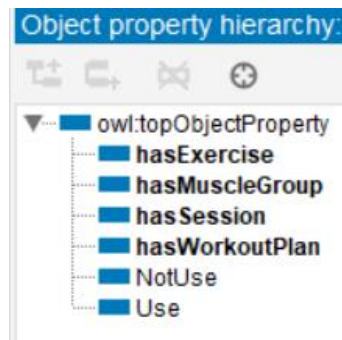 Object property hierarchy:
owl:topObjectProperty
hasExercise
hasMuscleGroup
hasSession
hasWorkoutPlan
NotUse
Use